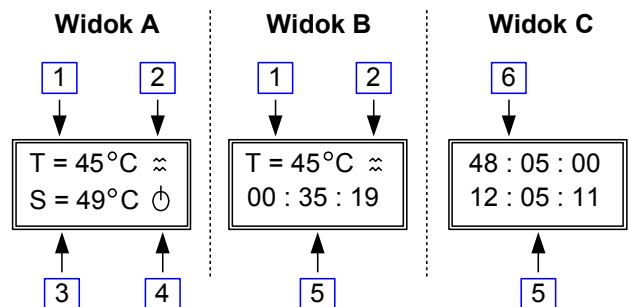 Widok A Widok B Widok C
1 2 1 2 6
T = 45°C T = 45°C 48 : 05 : 00
S = 49°C 00 : 35 : 19 12 : 05 : 11
3 4 5 5